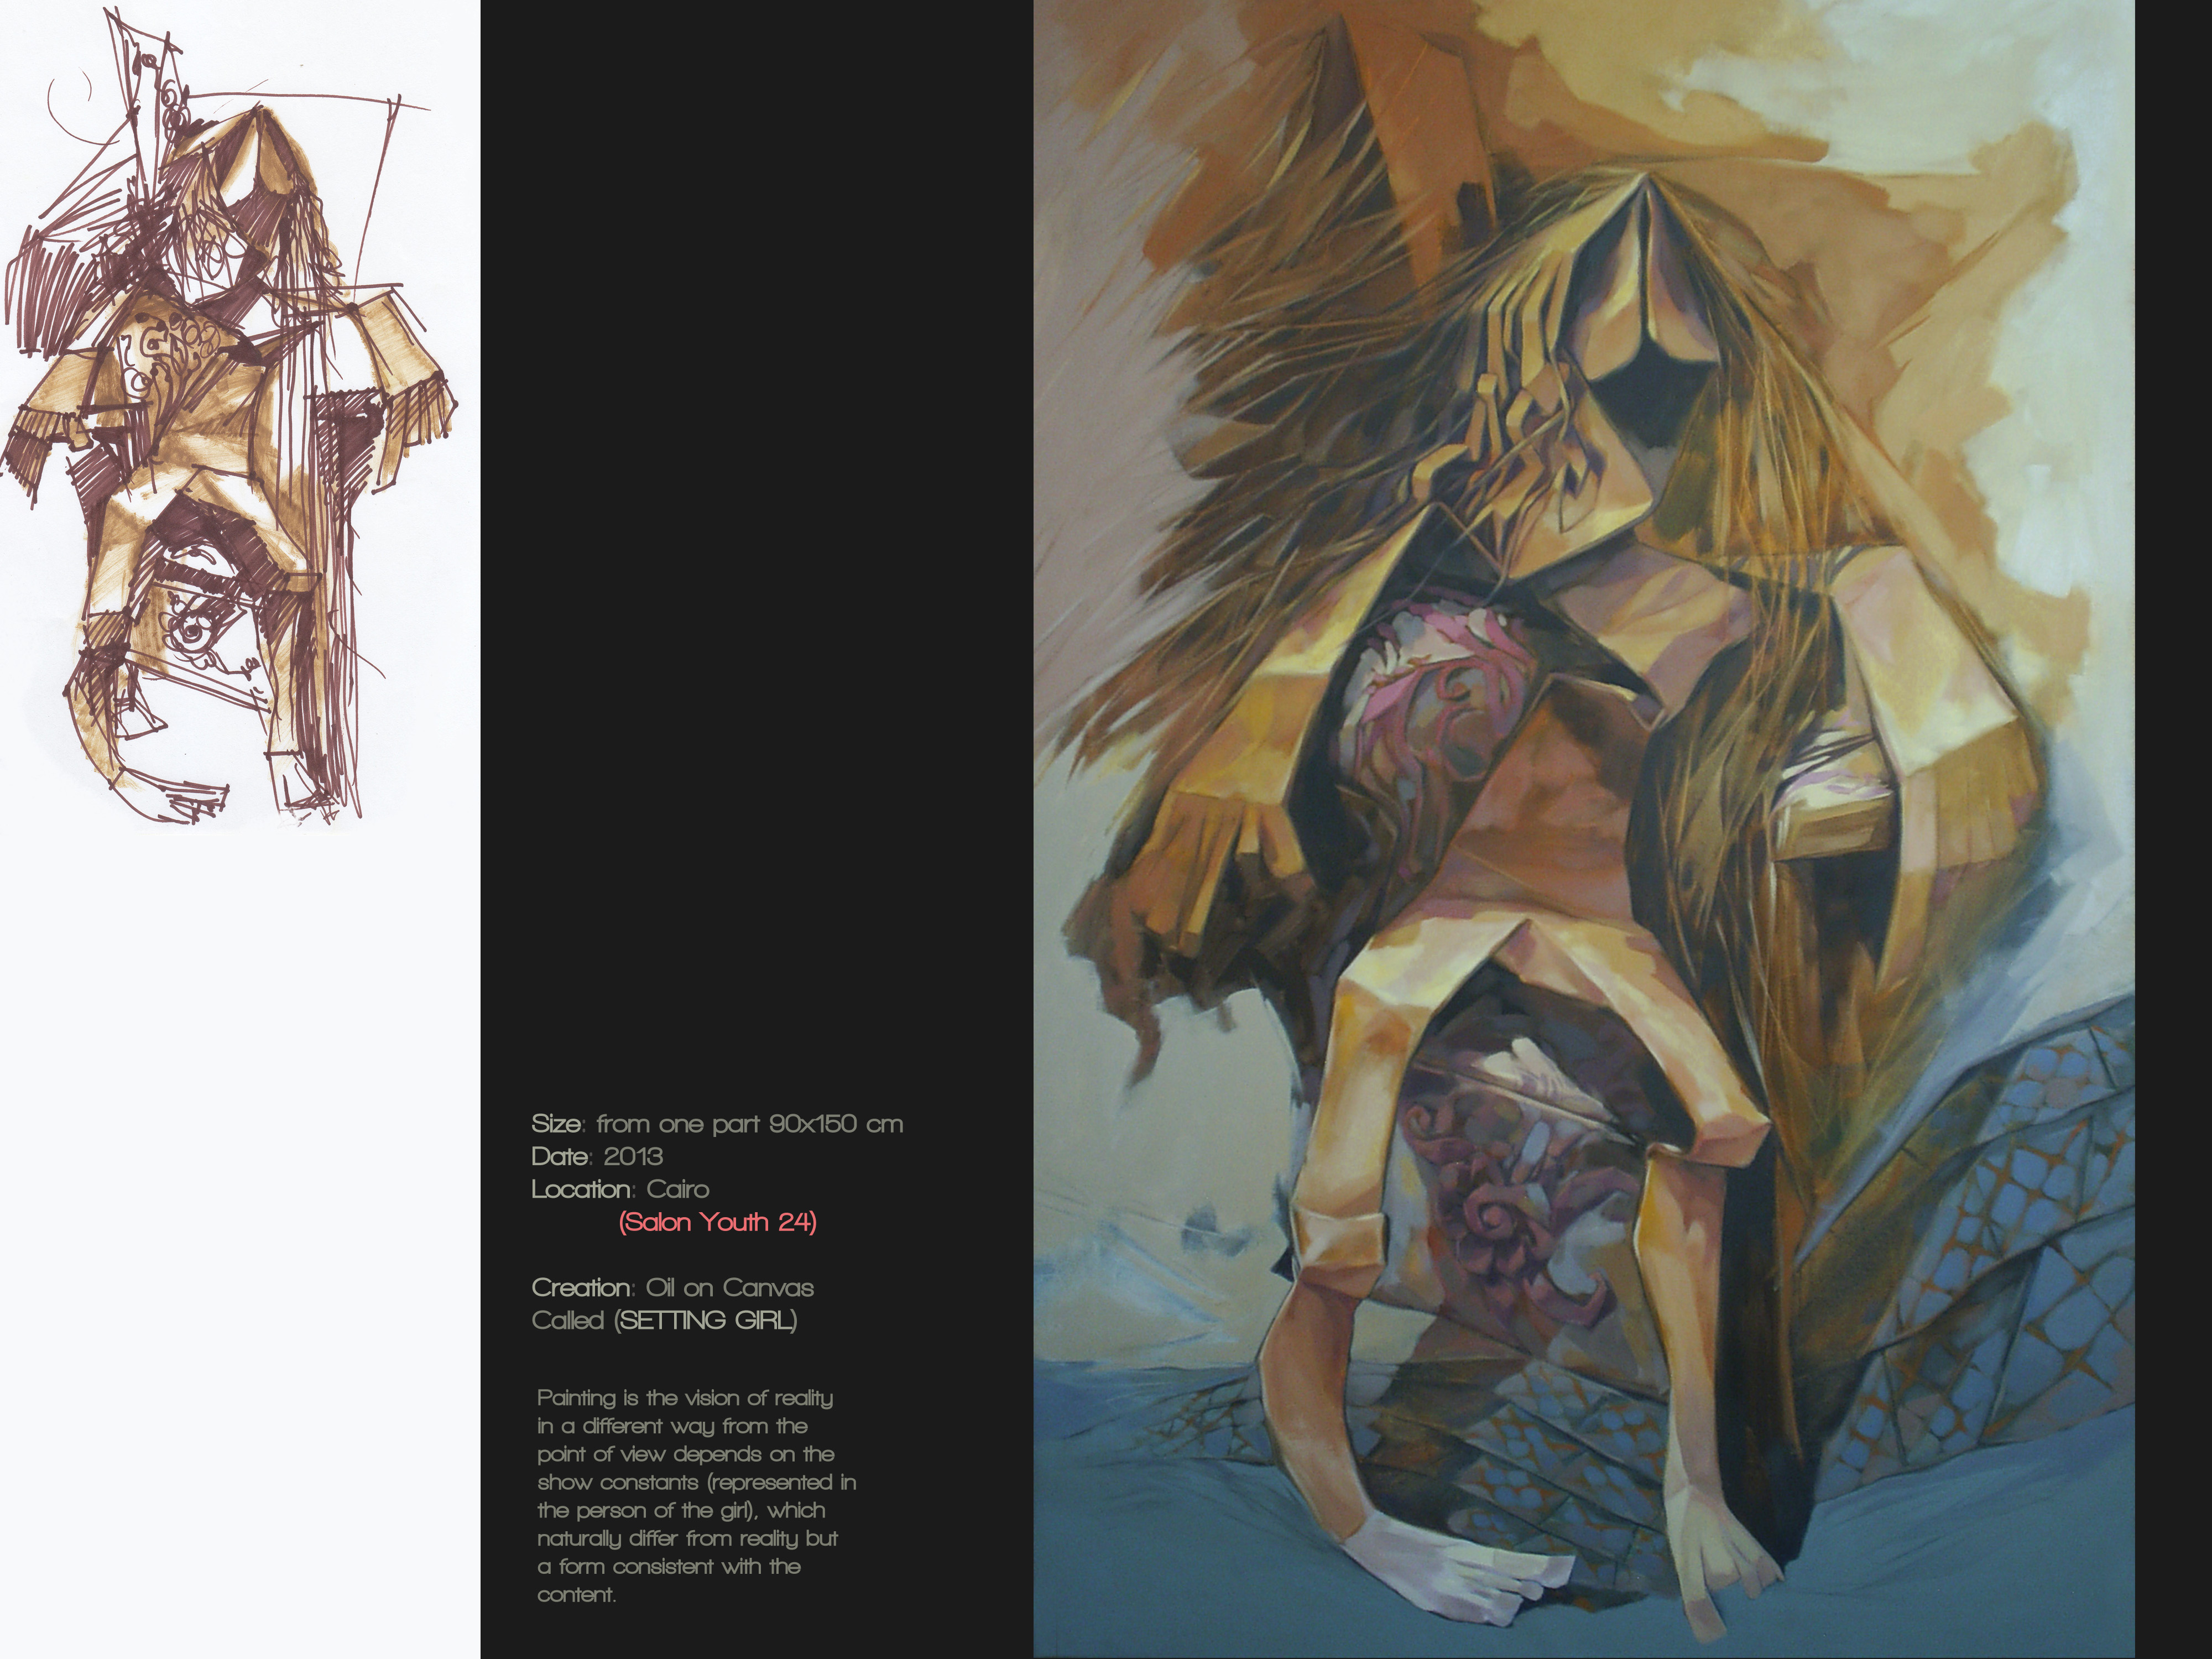 Size: from one part 90x150 cm
Date: 2013
Location: Cairo
(Salon Youth 24)
Creation: Oil on Canvas
Called (SETTING GIRL)
Painting is the vision of reality
in a different way from the
point of view depends on the
show constants (represented in
the person of the girl), which
naturally differ from reality but
a form consistent with the
content.